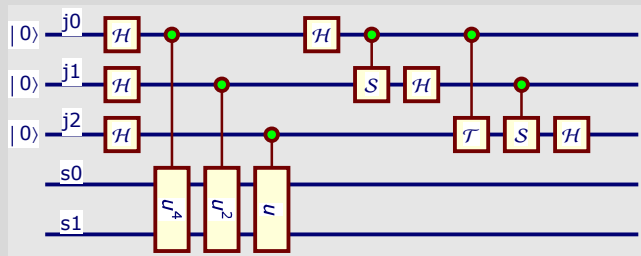 |0⟩ j0 H H
|0⟩ j1 H S H
|0⟩ j2 H T S H
s0
u⁴ u² u
s1